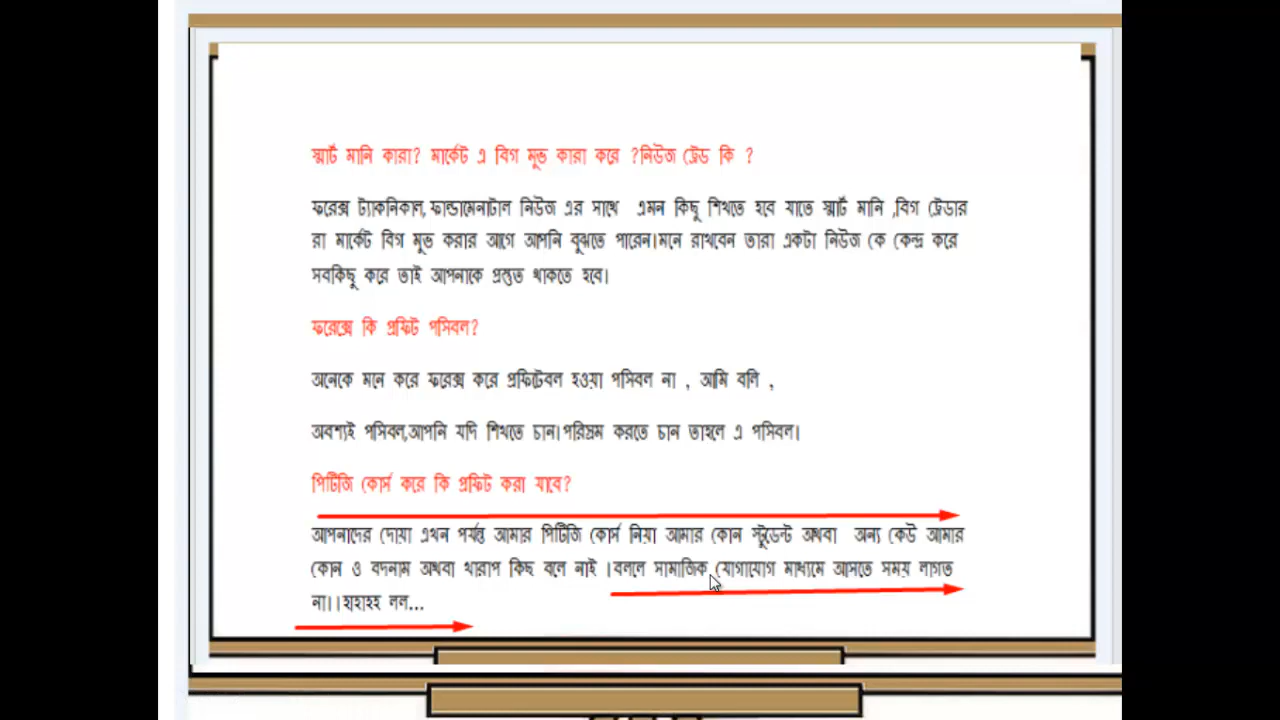 স্মার্ট মানি কারা? মার্কেট এ বিগ মুভ কারা করে ?নিউজ ট্রেড কি ?
ফরেক্স ট্যাকনিকাল,ফান্ডামেনাটাল নিউজ এর সাথে এমন কিছু শিখতে হবে যাতে স্মার্ট মানি ,বিগ ট্রেডার
রা মার্কেট বিগ মুভ করার আগে আপনি বুঝতে পারেন।মনে রাখবেন তারা একটা নিউজ কে কেন্দ্র করে
সবকিছু করে তাই আপনাকে প্রস্তুত থাকতে হবে।
ফরেক্সে কি প্রফিট পসিবল?
অনেকে মনে করে ফরেক্স করে প্রফিটেবল হওয়া পসিবল না , আমি বলি ,
অবশ্যই পসিবল,আপনি যদি শিখতে চান।পরিশ্রম করতে চান তাহলে এ পসিবল।
পিটিজি কোর্স করে কি প্রফিট করা যাবে?
আপনাদের দোয়া এখন পর্যন্ত আমার পিটিজি কোর্স নিয়া আমার কোন স্টুডেন্ট অথবা অন্য কেউ আমার
কোন ও বদনাম অথবা খারাপ কিছু বলে নাই ।বললে সামাজিক যোগাযোগ মাধ্যমে আসতে সময় লাগত
না।।হাহাহহ লল...